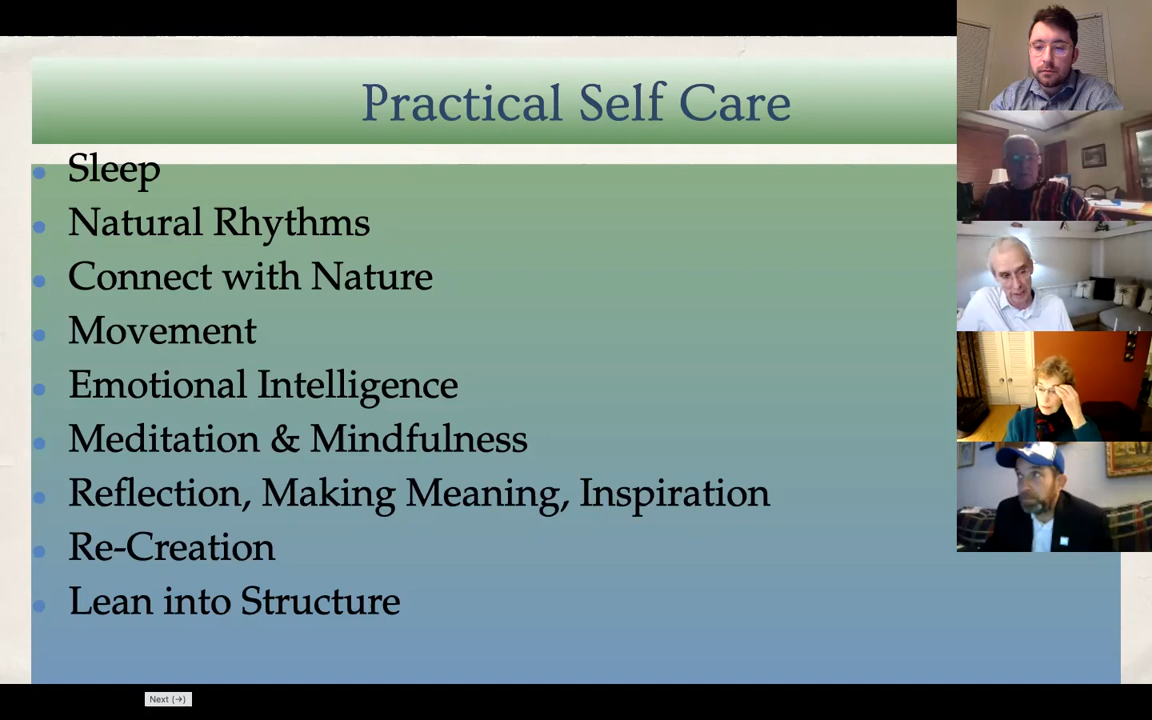 Practical Self Care
Sleep
Natural Rhythms
Connect with Nature
Movement
Emotional Intelligence
Meditation & Mindfulness
Reflection, Making Meaning, Inspiration
Re-Creation
Lean into Structure
Next (→)